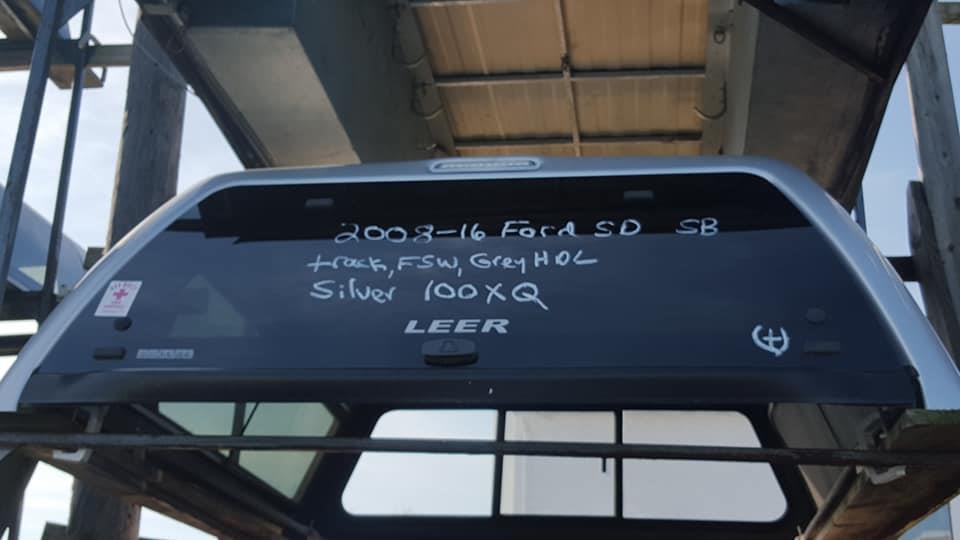 2008-16 Ford SD SB
track, FSW, Grey HDL
Silver 100XQ
LEER